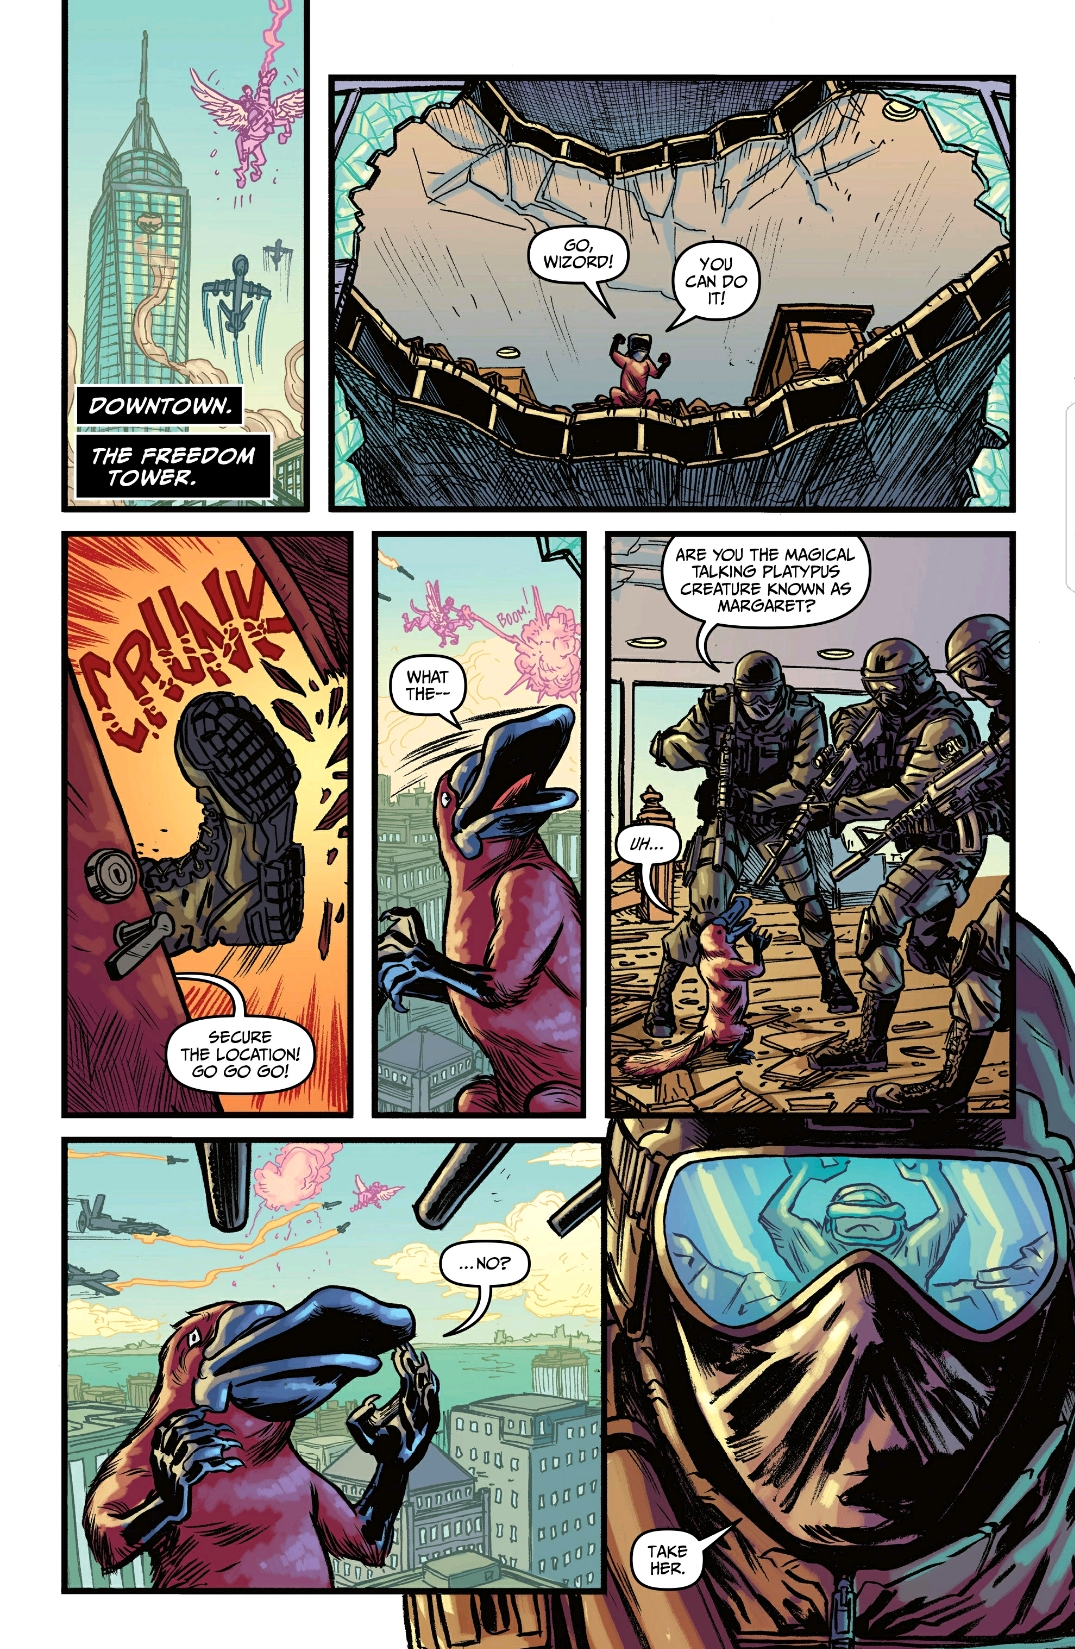 DOWNTOWN.
THE FREEDOM
TOWER.
GO,
WIZORD!
YOU
CAN DO
IT!
CRUNK
SECURE
THE LOCATION!
GO GO GO!
BOOM!
WHAT
THE--
ARE YOU THE MAGICAL
TALKING PLATYPUS
CREATURE KNOWN AS
MARGARET?
UH...
...NO?
TAKE
HER.